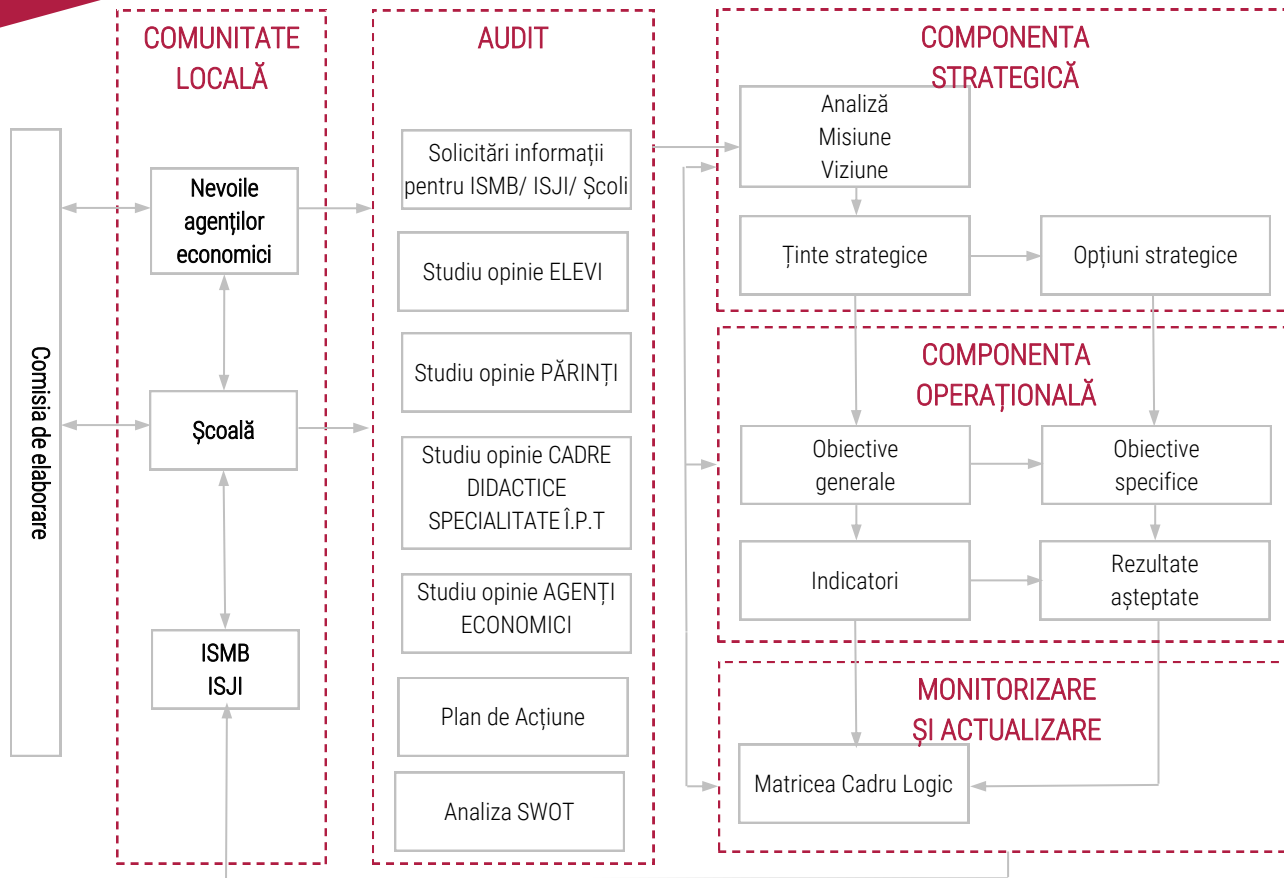 Comisia de elaborare
COMUNITATE
LOCALĂ
Nevoile
agenților
economici
Școală
ISMB
ISJI
AUDIT
Solicitări informații
pentru ISMB/ ISJI/ Școli
Studiu opinie ELEVI
Studiu opinie PĂRINȚI
Studiu opinie CADRE
DIDACTICE
SPECIALITATE Î.P.T
Studiu opinie AGENȚI
ECONOMICI
Plan de Acțiune
Analiza SWOT
COMPONENTA
STRATEGICĂ
Analiză
Misiune
Viziune
Ținte strategice
Opțiuni strategice
COMPONENTA
OPERAȚIONALĂ
Obiective
generale
Obiective
specifice
Indicatori
Rezultate
așteptate
MONITORIZARE
ȘI ACTUALIZARE
Matricea Cadru Logic